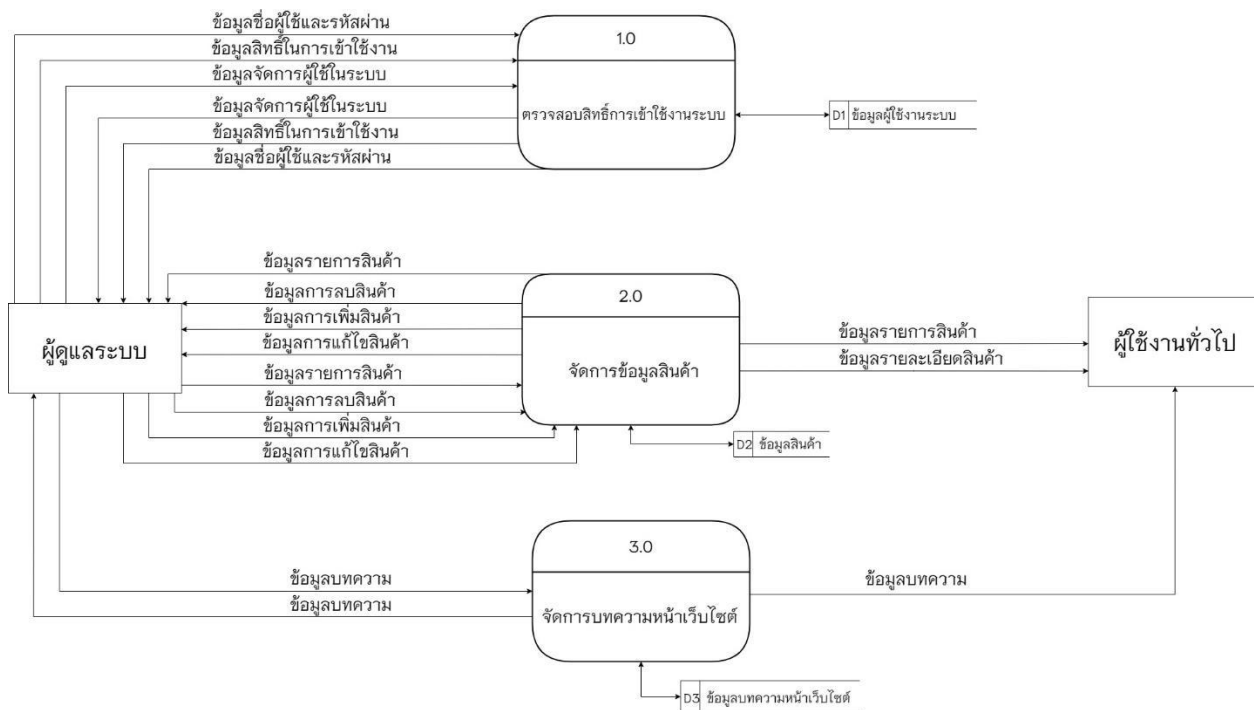 ข้อมูลชื่อผู้ใช้และรหัสผ่าน
ข้อมูลสิทธิ์ในการเข้าใช้งาน
ข้อมูลจัดการผู้ใช้ในระบบ
ข้อมูลจัดการผู้ใช้ในระบบ
ข้อมูลสิทธิ์ในการเข้าใช้งาน
ข้อมูลชื่อผู้ใช้และรหัสผ่าน
1.0
ตรวจสอบสิทธิ์การเข้าใช้งานระบบ
D1 ข้อมูลผู้ใช้งานระบบ
ข้อมูลรายการสินค้า
ข้อมูลการลบสินค้า
ข้อมูลการเพิ่มสินค้า
ข้อมูลการแก้ไขสินค้า
ข้อมูลรายการสินค้า
ข้อมูลการลบสินค้า
ข้อมูลการเพิ่มสินค้า
ข้อมูลการแก้ไขสินค้า
ผู้ดูแลระบบ
2.0
จัดการข้อมูลสินค้า
ข้อมูลรายการสินค้า
ข้อมูลรายละเอียดสินค้า
ผู้ใช้งานทั่วไป
D2 ข้อมูลสินค้า
3.0
จัดการบทความหน้าเว็บไซต์
ข้อมูลบทความ
ข้อมูลบทความ
ข้อมูลบทความ
D3 ข้อมูลบทความหน้าเว็บไซต์